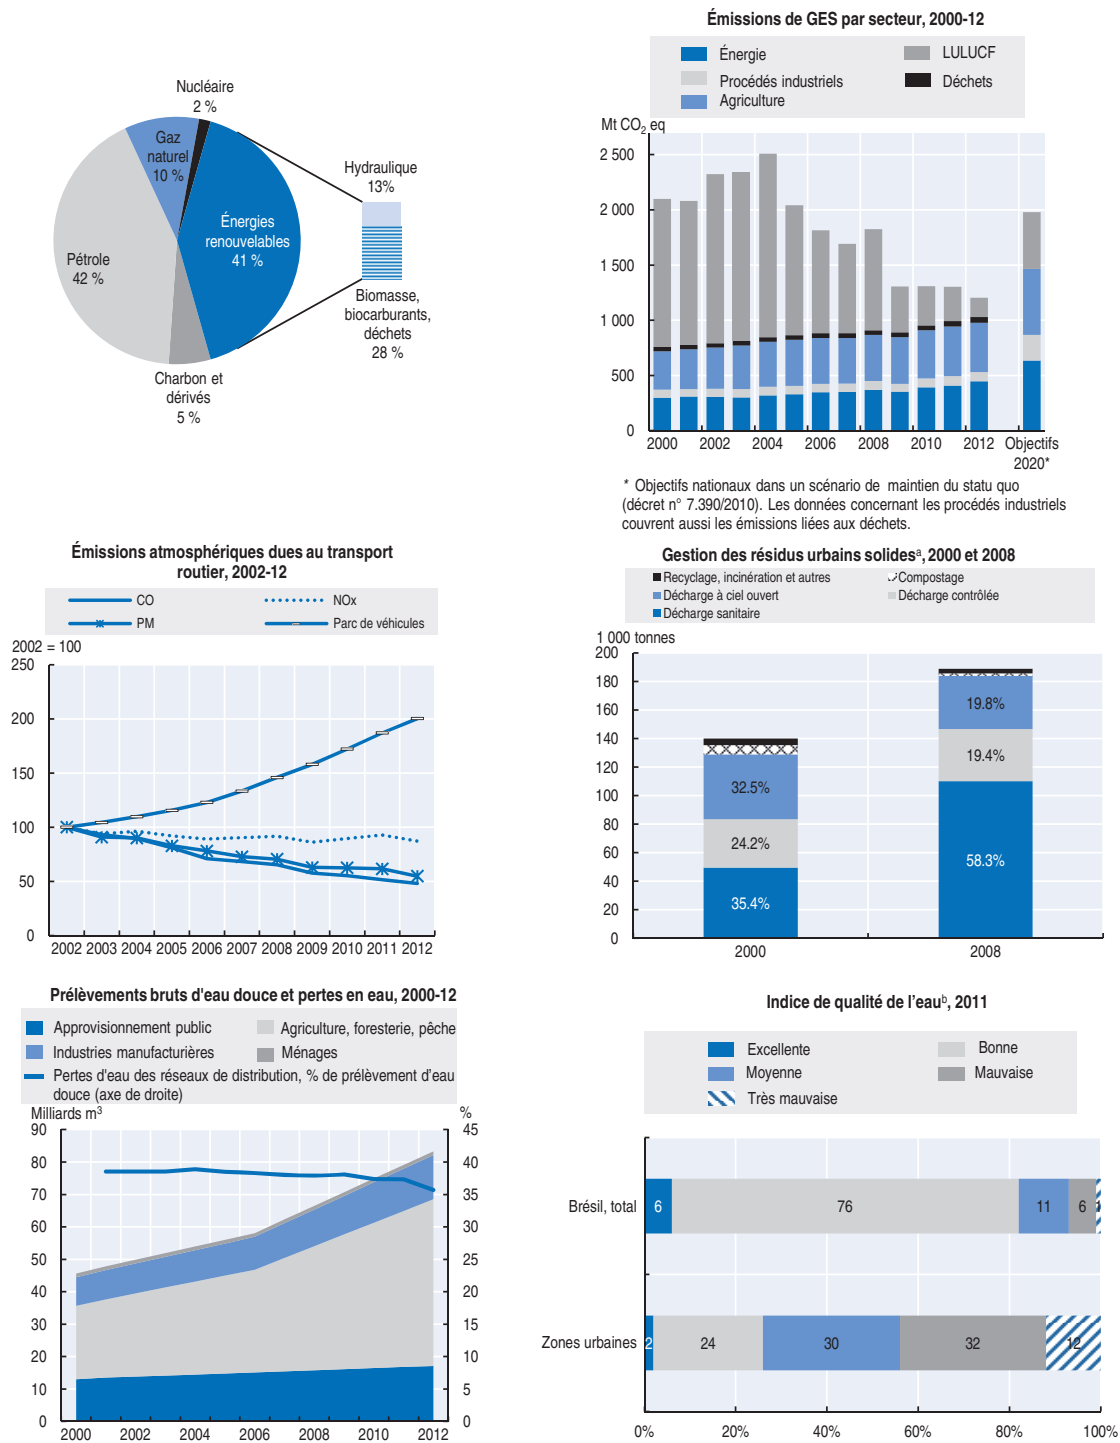 Nucléaire
2 %
Gaz
naturel
10 %
Hydraulique
13%
Énergies
renouvelables
41 %
Pétrole
42 %
Biomasse,
biocarburants,
déchets
28 %
Charbon et
dérivés
5 %
Émissions de GES par secteur, 2000-12
Énergie
LULUCF
Procédés industriels
Déchets
Agriculture
Mt CO2 eq
2 500
2 000
1 500
1 000
500
0
2000 2002 2004 2006 2008 2010 2012 Objectifs
2020*
* Objectifs nationaux dans un scénario de maintien du statu quo
(décret n° 7.390/2010). Les données concernant les procédés industriels
couvrent aussi les émissions liées aux déchets.
Émissions atmosphériques dues au transport
routier, 2002-12
CO NOx
PM Parc de véhicules
2002 = 100
250
200
150
100
50
0
2002 2003 2004 2005 2006 2007 2008 2009 2010 2011 2012
Gestion des résidus urbains solidesᵃ, 2000 et 2008
Recyclage, incinération et autres Compostage
Décharge à ciel ouvert Décharge contrôlée
Décharge sanitaire
1 000 tonnes
200
180
160
140
120
100
80
60
40
20
0
32.5%
24.2%
35.4%
19.8%
19.4%
58.3%
2000 2008
Prélèvements bruts d'eau douce et pertes en eau, 2000-12
Approvisionnement public Agriculture, foresterie, pêche
Industries manufacturières Ménages
Pertes d'eau des réseaux de distribution, % de prélèvement d'eau
douce (axe de droite)
Milliards m³ %
90 45
80 40
70 35
60 30
50 25
40 20
30 15
20 10
10 5
0 0
2000 2002 2004 2006 2008 2010 2012
Indice de qualité de l'eauᵇ, 2011
Excellente Bonne
Moyenne Mauvaise
Très mauvaise
Brésil, total 6 76 11 6 1
Zones urbaines 2 24 30 32 12
0% 20% 40% 60% 80% 100%